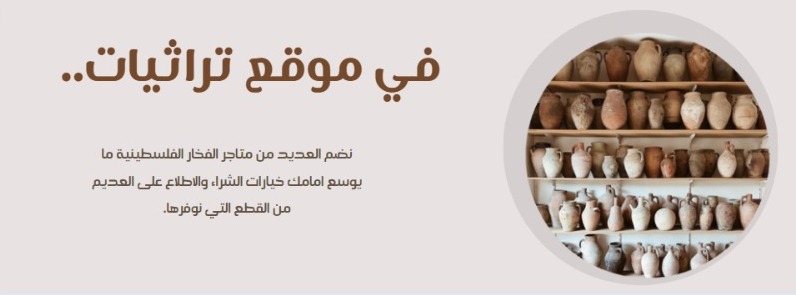 في موقع تراثيات..
نضم العديد من متاجر الفخار الفلسطينية ما
يوسع امامك خيارات الشراء والاطلاع على العديم
من القطع التي نوفرها.